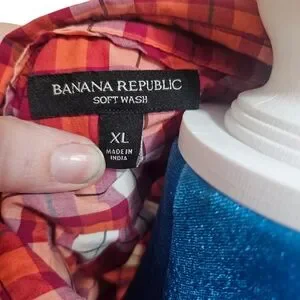 BANANA REPUBLIC
SOFT WASH
XL
MADE IN
INDIA